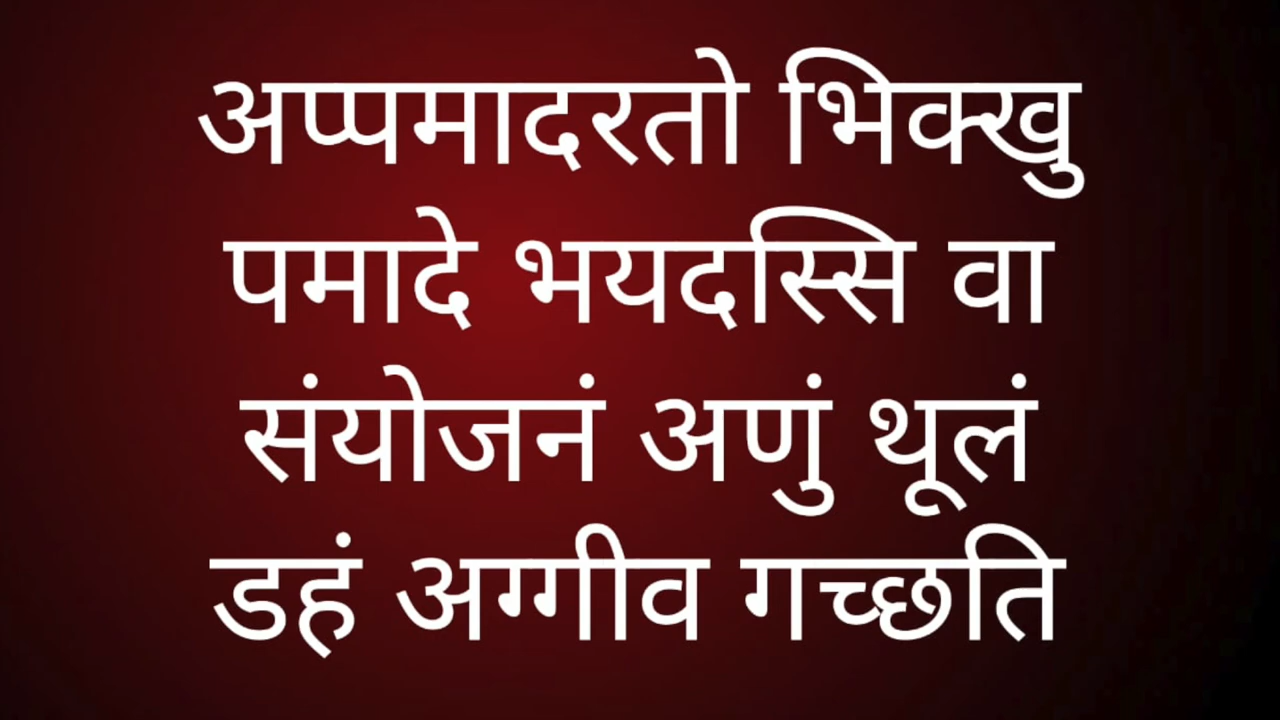 अप्पमादरतो भिक्खु
पमादे भयदस्सि वा
संयोजनं अणुं थूलं
डहं अग्गीव गच्छति